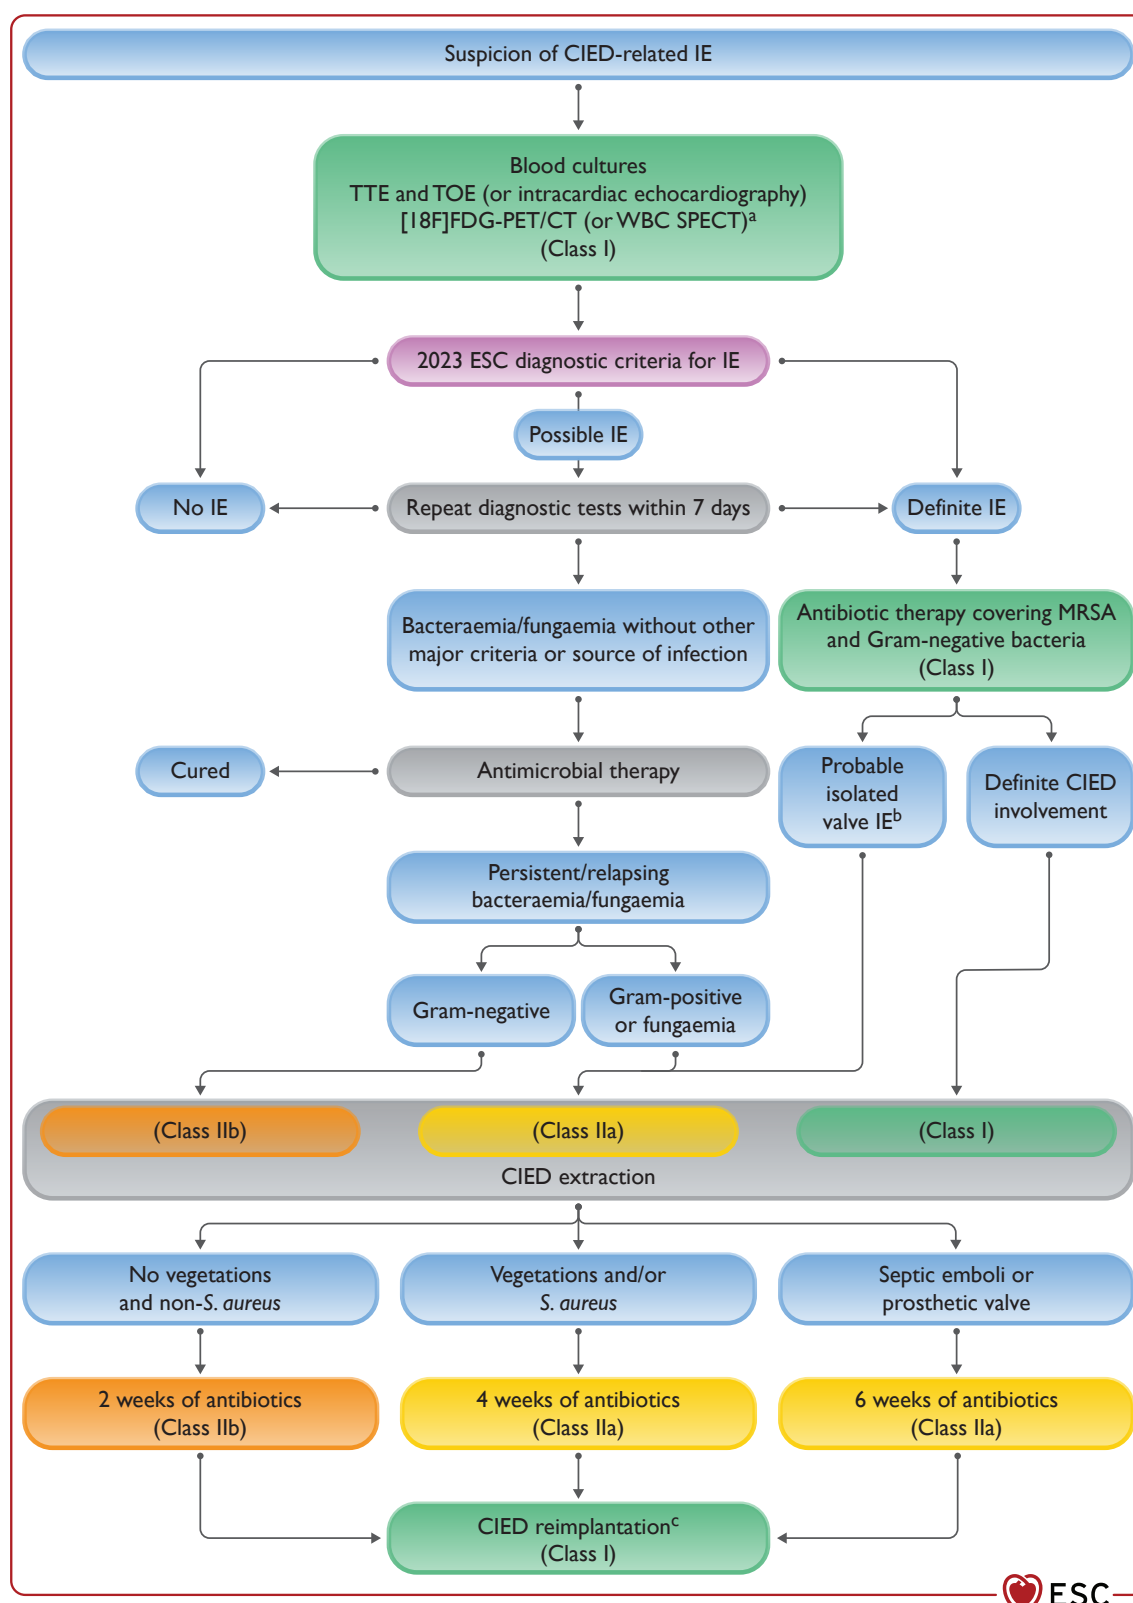 Suspicion of CIED-related IE
Blood cultures
TTE and TOE (or intracardiac echocardiography)
[18F]FDG-PET/CT (or WBC SPECT)a
(Class I)
2023 ESC diagnostic criteria for IE
Possible IE
No IE
Repeat diagnostic tests within 7 days
Definite IE
Bacteraemia/fungaemia without other
major criteria or source of infection
Antibiotic therapy covering MRSA
and Gram-negative bacteria
(Class I)
Cured
Antimicrobial therapy
Probable
isolated
valve IEb
Definite CIED
involvement
Persistent/relapsing
bacteraemia/fungaemia
Gram-negative
Gram-positive
or fungaemia
(Class IIb)
(Class IIa)
(Class I)
CIED extraction
No vegetations
and non-S. aureus
Vegetations and/or
S. aureus
Septic emboli or
prosthetic valve
2 weeks of antibiotics
(Class IIb)
4 weeks of antibiotics
(Class IIa)
6 weeks of antibiotics
(Class IIa)
CIED reimplantationc
(Class I)
ESC